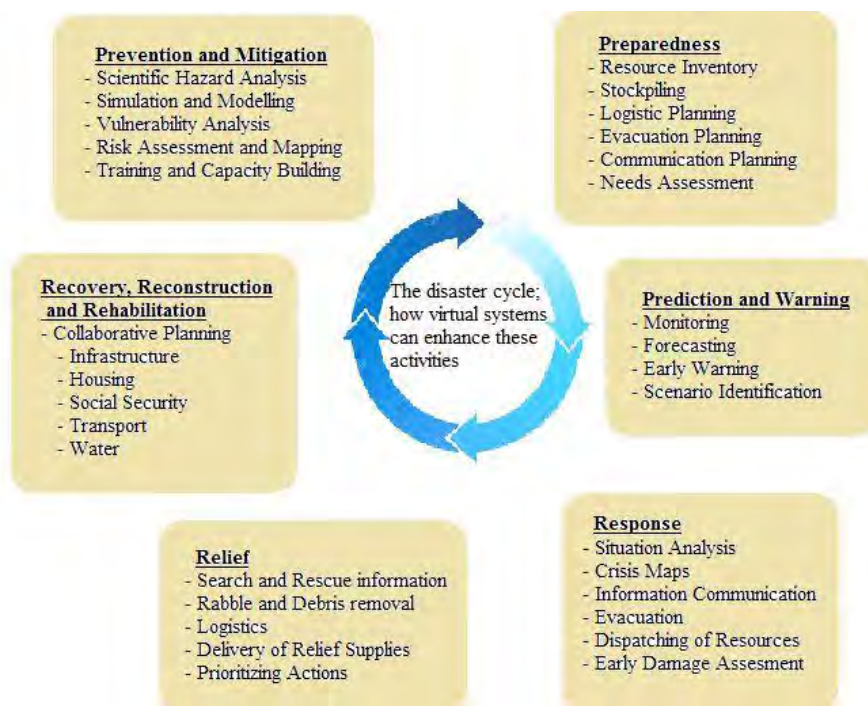 Prevention and Mitigation
- Scientific Hazard Analysis
- Simulation and Modelling
- Vulnerability Analysis
- Risk Assessment and Mapping
- Training and Capacity Building
Preparedness
- Resource Inventory
- Stockpiling
- Logistic Planning
- Evacuation Planning
- Communication Planning
- Needs Assessment
Recovery, Reconstruction
and Rehabilitation
- Collaborative Planning
- Infrastructure
- Housing
- Social Security
- Transport
- Water
The disaster cycle;
how virtual systems
can enhance these
activities
Prediction and Warning
- Monitoring
- Forecasting
- Early Warning
- Scenario Identification
Relief
- Search and Rescue information
- Rabble and Debris removal
- Logistics
- Delivery of Relief Supplies
- Prioritizing Actions
Response
- Situation Analysis
- Crisis Maps
- Information Communication
- Evacuation
- Dispatching of Resources
- Early Damage Assesment